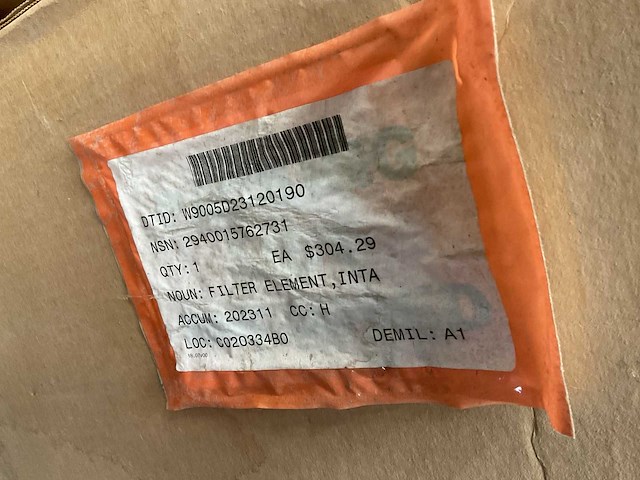 DTID: W9005D23120190
NSN: 2940015762731
QTY: 1 EA $304.29
NOUN: FILTER ELEMENT,INTA
ACCUM: 202311 CC: H
LOC: C020334B0 DEMIL: A1